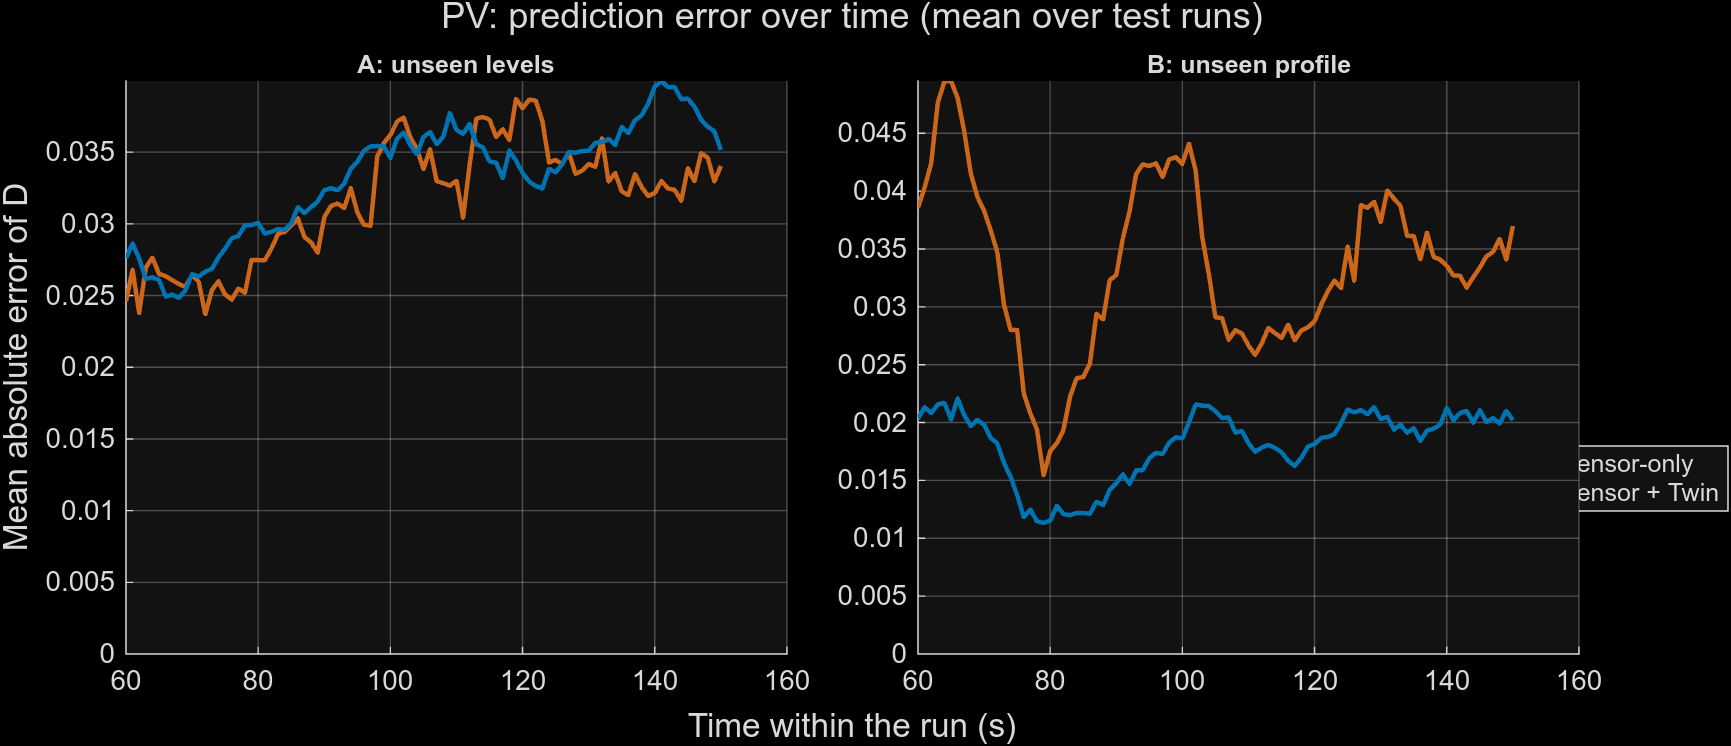 PV: prediction error over time (mean over test runs)
A: unseen levels
B: unseen profile
Mean absolute error of D
0.035
0.03
0.025
0.02
0.015
0.01
0.005
0
60 80 100 120 140 160
0.045
0.04
0.035
0.03
0.025
0.02
0.015
0.01
0.005
0
60 80 100 120 140 160
ensor-only
ensor + Twin
Time within the run (s)